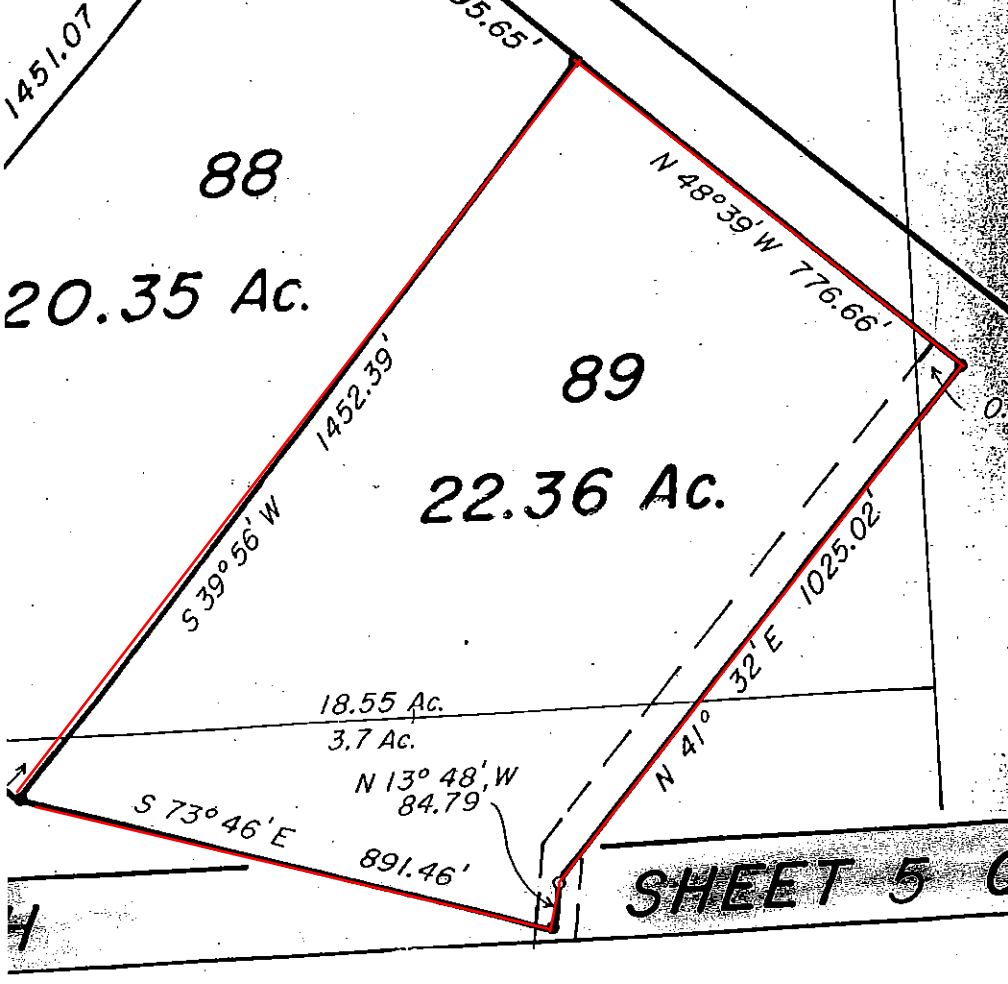 1451.07
5.65'
88
20.35 Ac.
N 48°39'W 776.66'
89
22.36 Ac.
1452.39'
S 39°56' W
0.
1025.02'
N 41° 32'E
18.55 Ac.
3.7 Ac.
N 13° 48' W
84.79
S 73°46'E 891.46'
SHEET 5